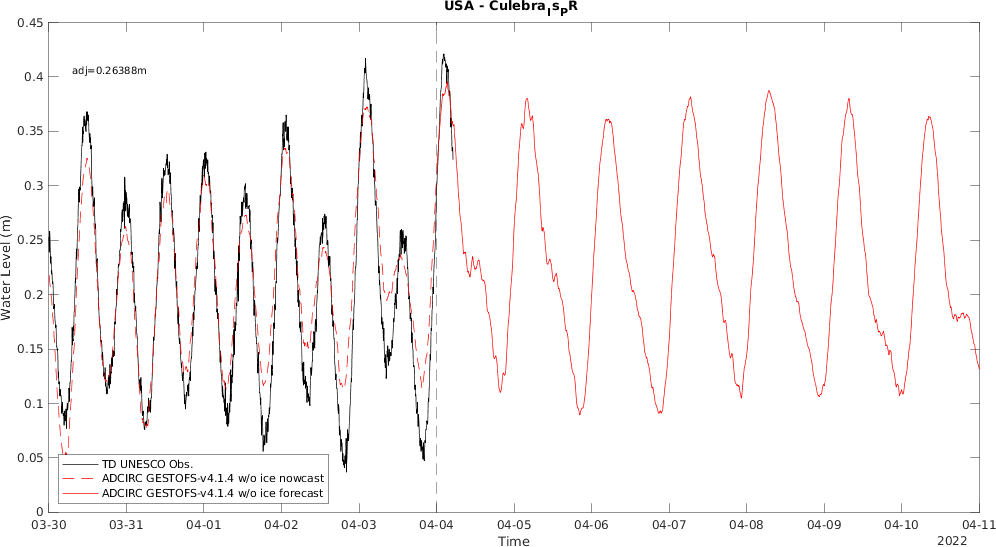 USA - CulebraIsPR
0.45
0.4
0.35
0.3
0.25
0.2
0.15
0.1
0.05
0
Water Level (m)
adj=0.26388m
TD UNESCO Obs.
ADCIRC GESTOFS-v4.1.4 w/o ice nowcast
ADCIRC GESTOFS-v4.1.4 w/o ice forecast
03-30 03-31 04-01 04-02 04-03 04-04 04-05 04-06 04-07 04-08 04-09 04-10 04-11
Time
2022